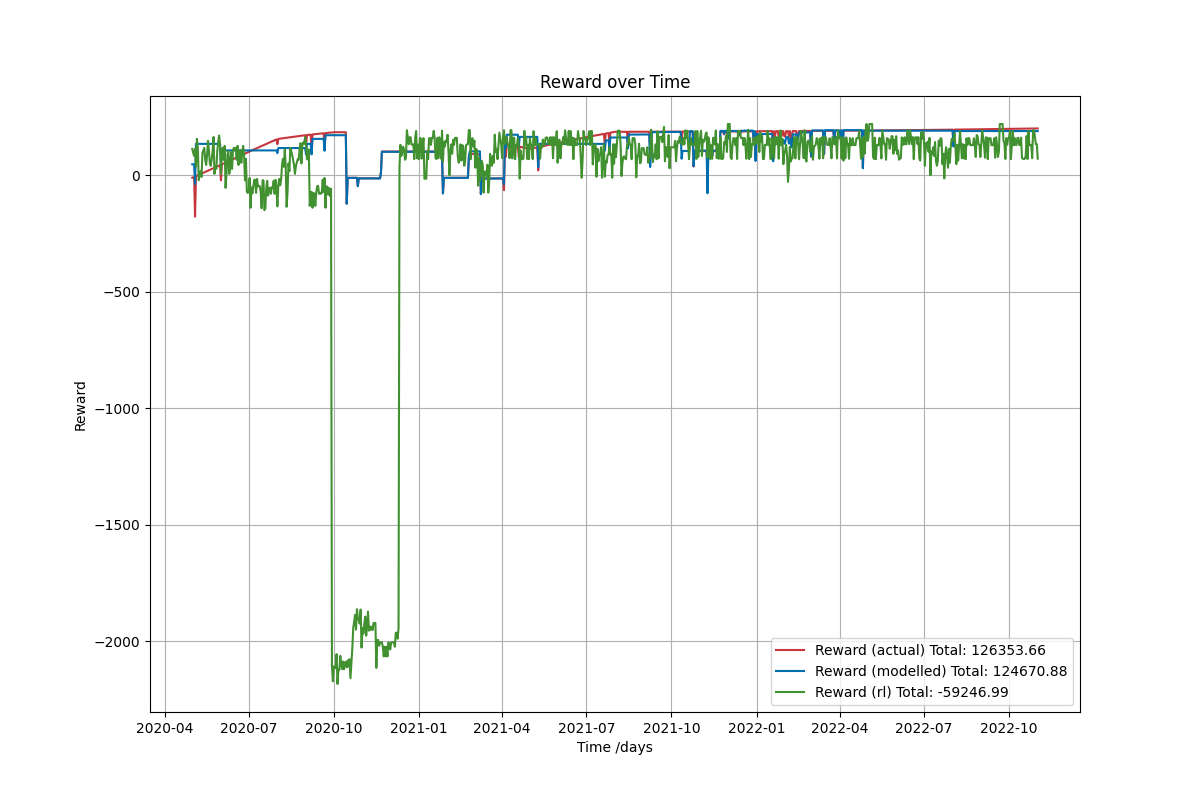 Reward over Time
Reward
0
−500
−1000
−1500
−2000
Reward (actual) Total: 126353.66
Reward (modelled) Total: 124670.88
Reward (rl) Total: -59246.99
2020-04 2020-07 2020-10 2021-01 2021-04 2021-07 2021-10 2022-01 2022-04 2022-07 2022-10
Time /days